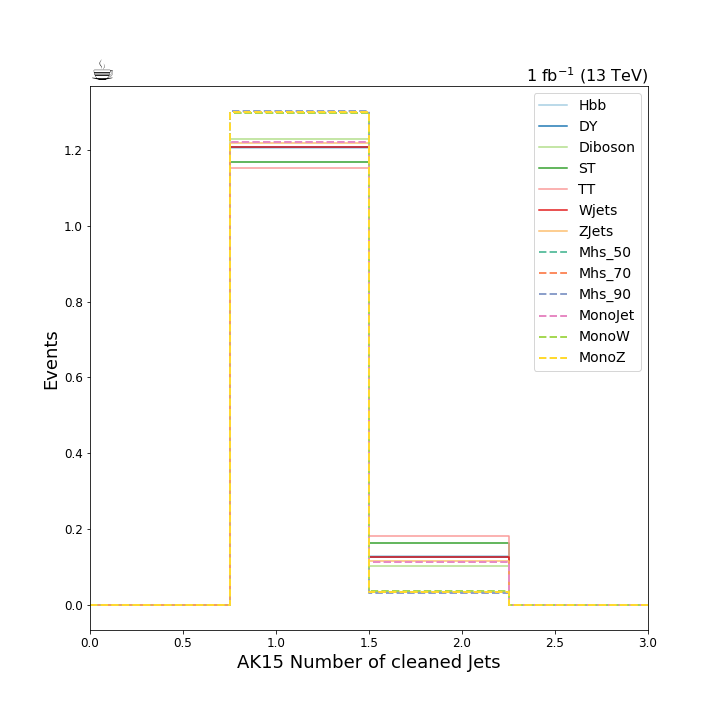 1 fb⁻¹ (13 TeV)
Hbb
DY
Diboson
ST
TT
Wjets
ZJets
Mhs_50
Mhs_70
Mhs_90
MonoJet
MonoW
MonoZ
1.2
1.0
0.8
0.6
0.4
0.2
0.0
Events
0.0 0.5 1.0 1.5 2.0 2.5 3.0
AK15 Number of cleaned Jets